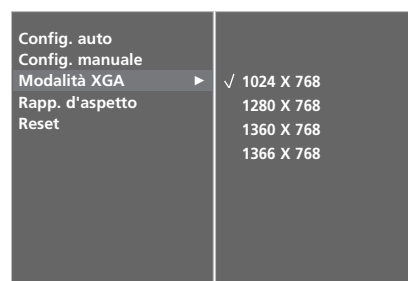 Config. auto
Config. manuale
Modalità XGA ►
Rapp. d'aspetto
Reset
√ 1024 X 768
1280 X 768
1360 X 768
1366 X 768